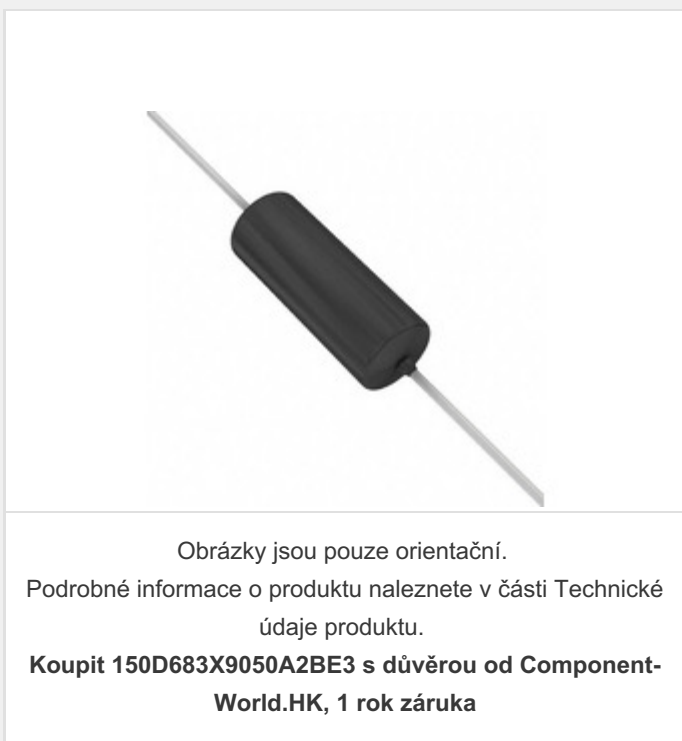 Obrázky jsou pouze orientační.
Podrobné informace o produktu naleznete v části Technické
údaje produktu.
Koupit 150D683X9050A2BE3 s důvěrou od Component-
World.HK, 1 rok záruka